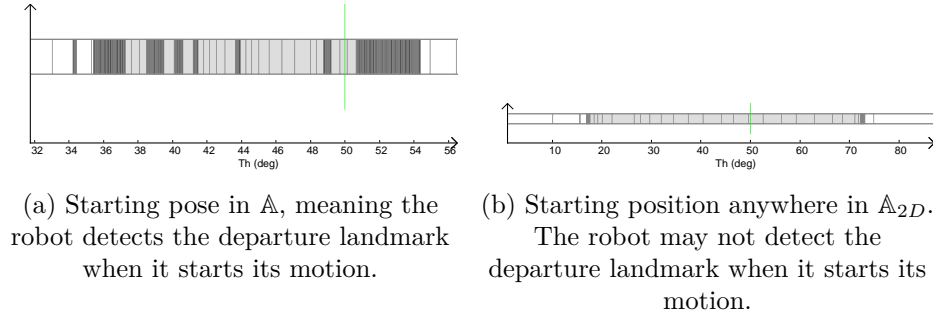 32 34 36 38 40 42 44 46 48 50 52 54 56
Th (deg)
10 20 30 40 50 60 70 80
Th (deg)
(a) Starting pose in 𝔸, meaning the
robot detects the departure landmark
when it starts its motion.
(b) Starting position anywhere in 𝔸2D.
The robot may not detect the
departure landmark when it starts its
motion.